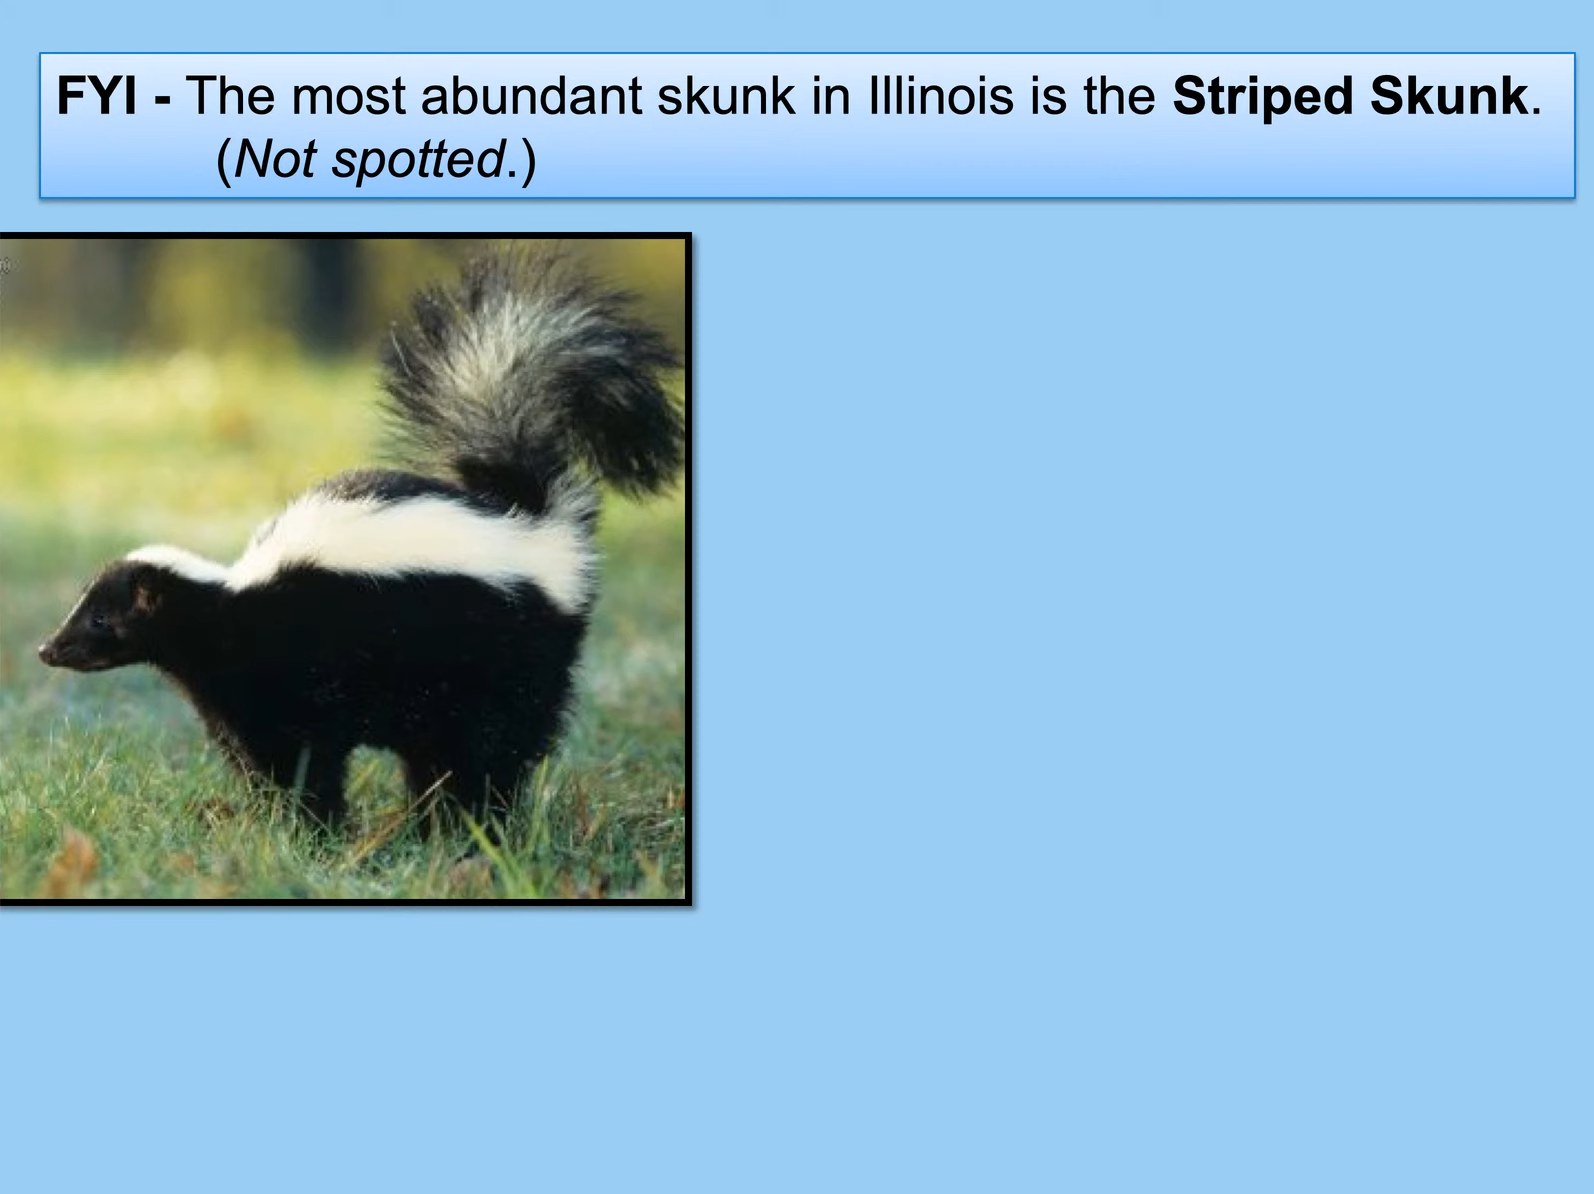 FYI - The most abundant skunk in Illinois is the Striped Skunk.
(Not spotted.)